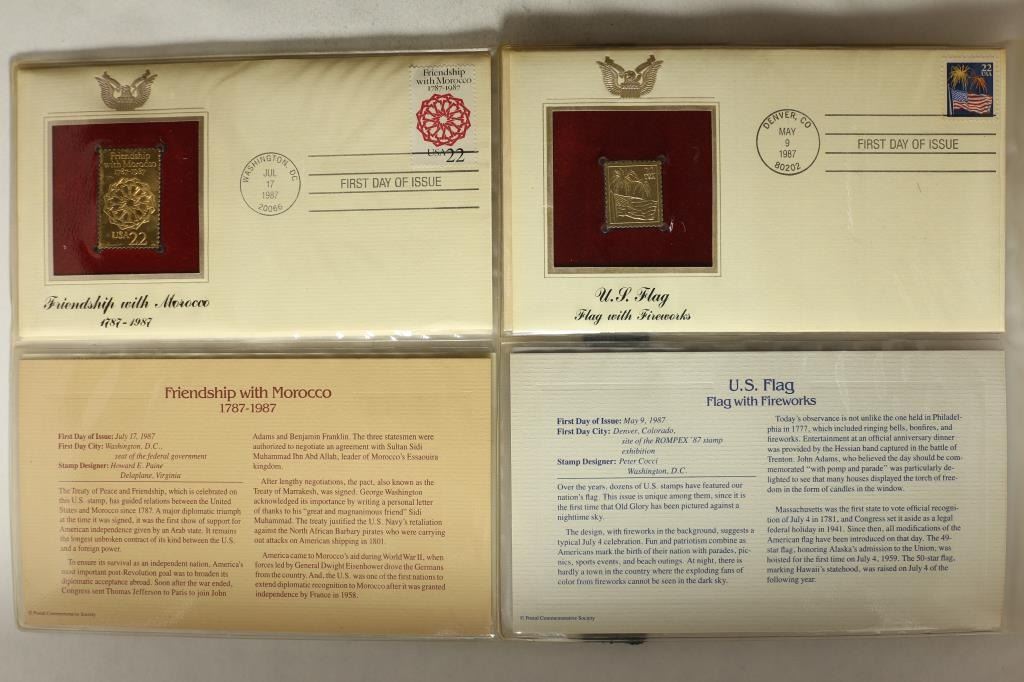 Friendship
with Morocco
1787-1987
USA 22
WASHINGTON, DC
JUL
17
1987
20066
FIRST DAY OF ISSUE
Friendship
with Morocco
1787-1987
USA 22
Friendship with Morocco
1787-1987
22
USA
DENVER, CO
MAY
9
1987
80202
FIRST DAY OF ISSUE
22
USA
U.S. Flag
Flag with Fireworks
Friendship with Morocco
1787-1987
First Day of Issue: July 17, 1987
First Day City: Washington, D.C.,
seat of the federal government
Stamp Designer: Howard E. Paine
Delaplane, Virginia
The Treaty of Peace and Friendship, which is celebrated on
this U.S. stamp, has guided relations between the United
States and Morocco since 1787. A major diplomatic triumph
at the time it was signed, it was the first show of support for
American independence given by an Arab state. It remains
the longest unbroken contract of its kind between the U.S.
and a foreign power.
To ensure its survival as an independent nation, America's
most important post-Revolution goal was to broaden its
diplomatic acceptance abroad. Soon after the war ended,
Congress sent Thomas Jefferson to Paris to join John
Adams and Benjamin Franklin. The three statesmen were
authorized to negotiate an agreement with Sultan Sidi
Muhammad Ibn Abd Allah, leader of Morocco's Essaouira
kingdom.
After lengthy negotiations, the pact, also known as the
Treaty of Marrakesh, was signed. George Washington
acknowledged its importance by writing a personal letter
of thanks to his "great and magnanimous friend" Sidi
Muhammad. The treaty justified the U.S. Navy's retaliation
against the North African Barbary pirates who were carrying
out attacks on American shipping in 1801.
America came to Morocco's aid during World War II, when
forces led by General Dwight Eisenhower drove the Germans
from the country. And, the U.S. was one of the first nations to
extend diplomatic recognition to Morocco after it was granted
independence by France in 1958.
© Postal Commemorative Society
U.S. Flag
Flag with Fireworks
First Day of Issue: May 9, 1987
First Day City: Denver, Colorado,
site of the ROMPEX '87 stamp
exhibition
Stamp Designer: Peter Cocci
Washington, D.C.
Over the years, dozens of U.S. stamps have featured our
nation's flag. This issue is unique among them, since it is
the first time that Old Glory has been pictured against a
nighttime sky.
The design, with fireworks in the background, suggests a
typical July 4 celebration. Fun and patriotism combine as
Americans mark the birth of their nation with parades, pic-
nics, sports events, and beach outings. At night, there is
hardly a town in the country where the exploding fans of
color from fireworks cannot be seen in the dark sky.
Today's observance is not unlike the one held in Philadel-
phia in 1777, which included ringing bells, bonfires, and
fireworks. Entertainment at an official anniversary dinner
was provided by the Hessian band captured in the battle of
Trenton. John Adams, who believed the day should be com-
memorated "with pomp and parade" was particularly de-
lighted to see that many houses displayed the torch of free-
dom in the form of candles in the window.
Massachusetts was the first state to vote official recogni-
tion of July 4 in 1781, and Congress set it aside as a legal
federal holiday in 1941. Since then, all modifications of the
American flag have been introduced on that day. The 49-
star flag, honoring Alaska's admission to the Union, was
hoisted for the first time on July 4, 1959. The 50-star flag,
marking Hawaii's statehood, was raised on July 4 of the
following year.
© Postal Commemorative Society